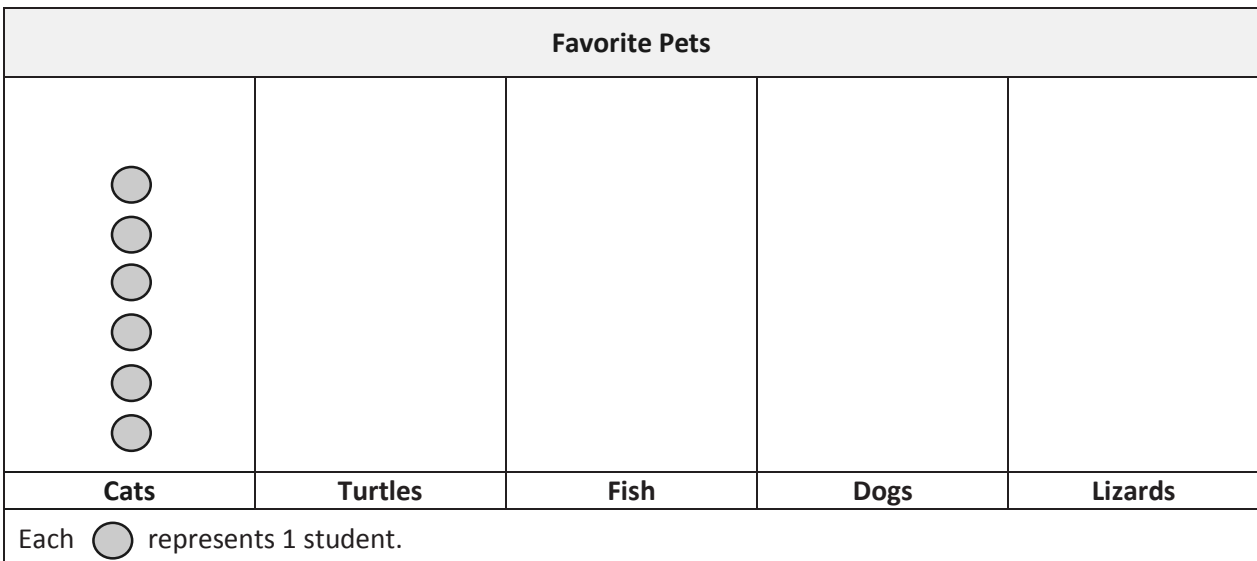 Favorite Pets
Cats Turtles Fish Dogs Lizards
Each represents 1 student.